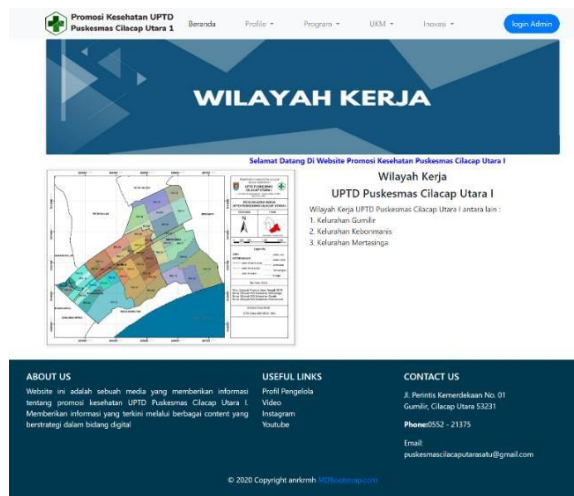 Promosi Kesehatan UPTD
Puskesmas Cilacap Utara 1
Beranda
Profile
Program
UKM
Inovasi
login Admin
WILAYAH KERJA
Selamat Datang Di Website Promosi Kesehatan Puskesmas Cilacap Utara I
Wilayah Kerja
UPTD Puskesmas Cilacap Utara I
Wilayah Kerja UPTD Puskesmas Cilacap Utara I antara lain :
1. Kelurahan Gumilir
2. Kelurahan Kebonmanis
3. Kelurahan Mertasinga
ABOUT US
Website ini adalah sebuah media yang memberikan informasi
tentang promosi kesehatan UPTD Puskesmas Cilacap Utara I.
Memberikan informasi yang terkini melalui berbagai content yang
berstrategi dalam bidang digital
USEFUL LINKS
Profil Pengelola
Video
Instagram
Youtube
CONTACT US
Jl. Perintis Kemerdekaan No. 01
Gumilir, Cilacap Utara 53231
Phone:0552 - 21375
Email:
puskesmascilacaputarasatu@gmail.com
© 2020 Copyright anrkrmh MDBootstrap.com